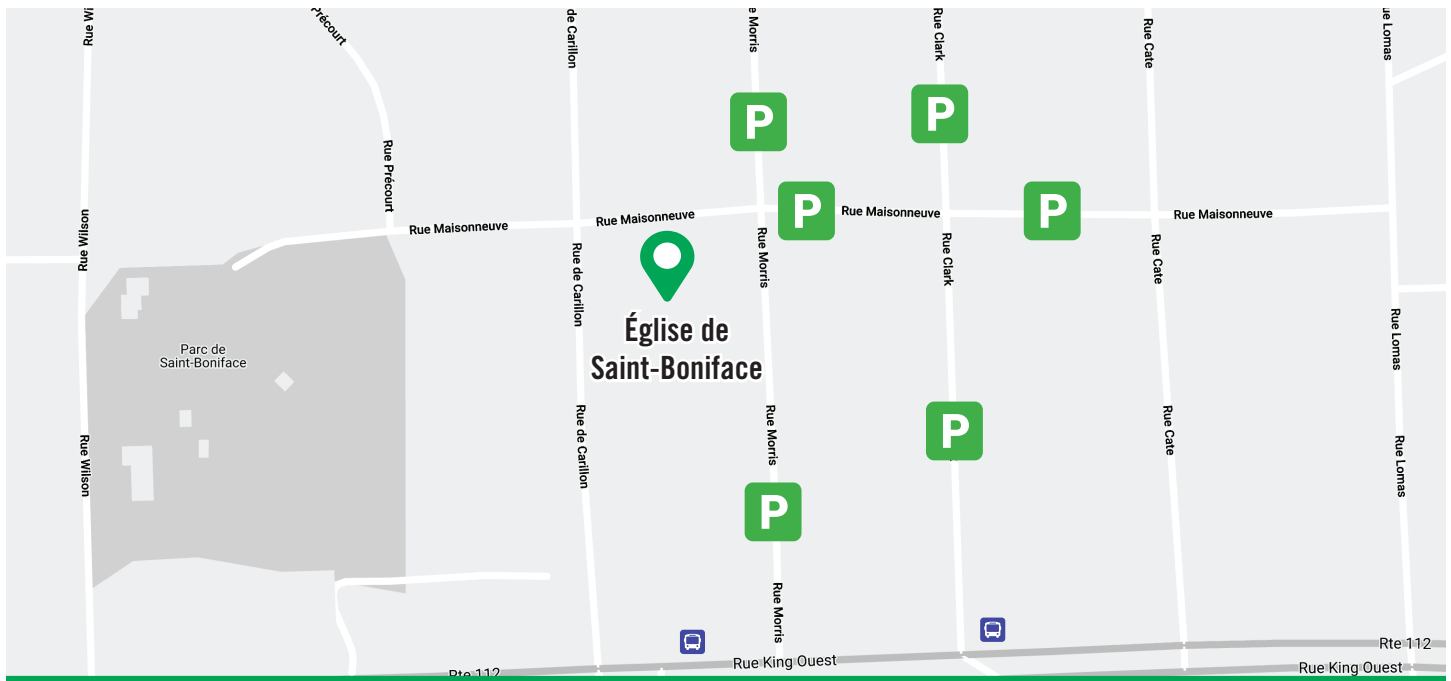 Rue Wi
Précourt
de Carillon
e Morris
Rue Clark
Rue Cate
ue Lomas
P
P
Rue Précourt
P
P
Rue Maisonneuve
Rue Maisonneuve
Rue Maisonneuve
Rue Maisonneuve
Rue Wilson
Rue de Carillon
Rue Morris
Rue Clark
Rue Cate
Église de
Saint-Boniface
Parc de
Saint-Boniface
Rue Lomas
Rue Wilson
Rue de Carillon
Rue Morris
P
Rue Cate
Rue Lomas
P
Rue Morris
Rte 112
Rue King Ouest
Rte 112
Rue King Ouest